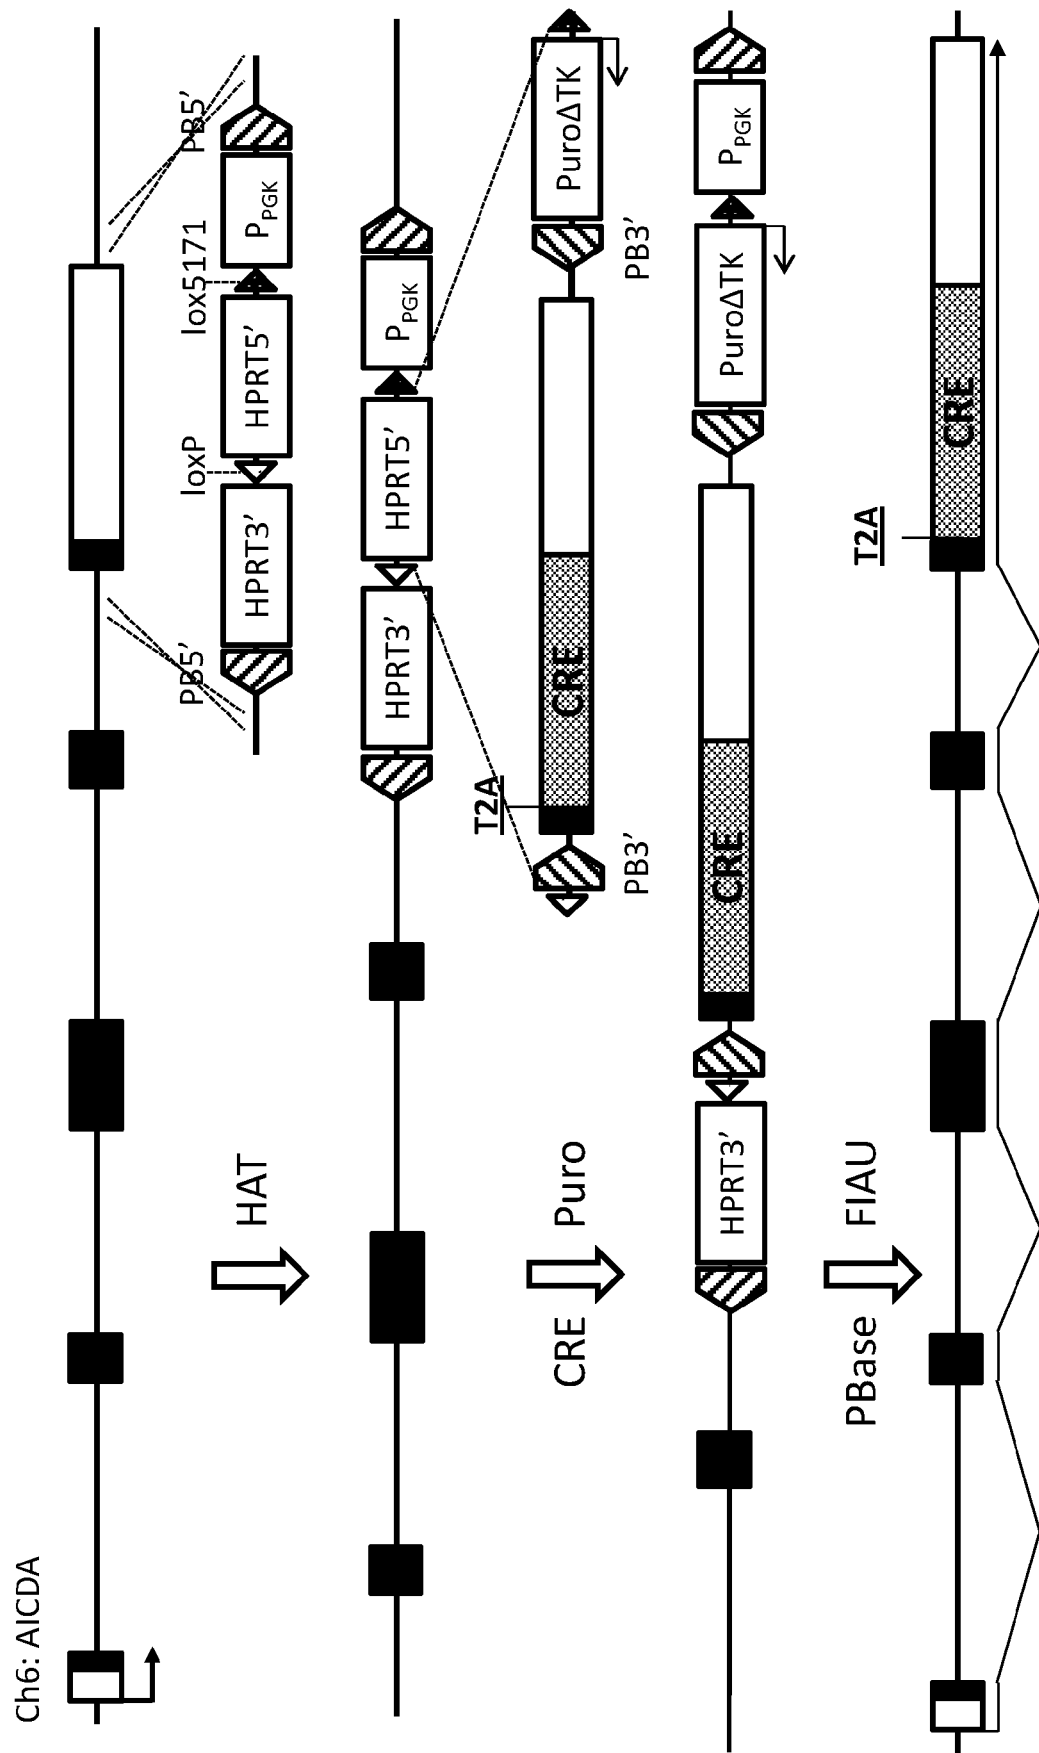 Ch6: AICDA
PB5’ loxP lox5171 PB5’
HAT
HPRT3’ HPRT5’ PPGK
HPRT3’ HPRT5’ PPGK
T2A
CRE Puro
CRE PuroΔTK
PB3’ PB3’
HPRT3’ CRE PuroΔTK PPGK
PBase FIAU
T2A
CRE